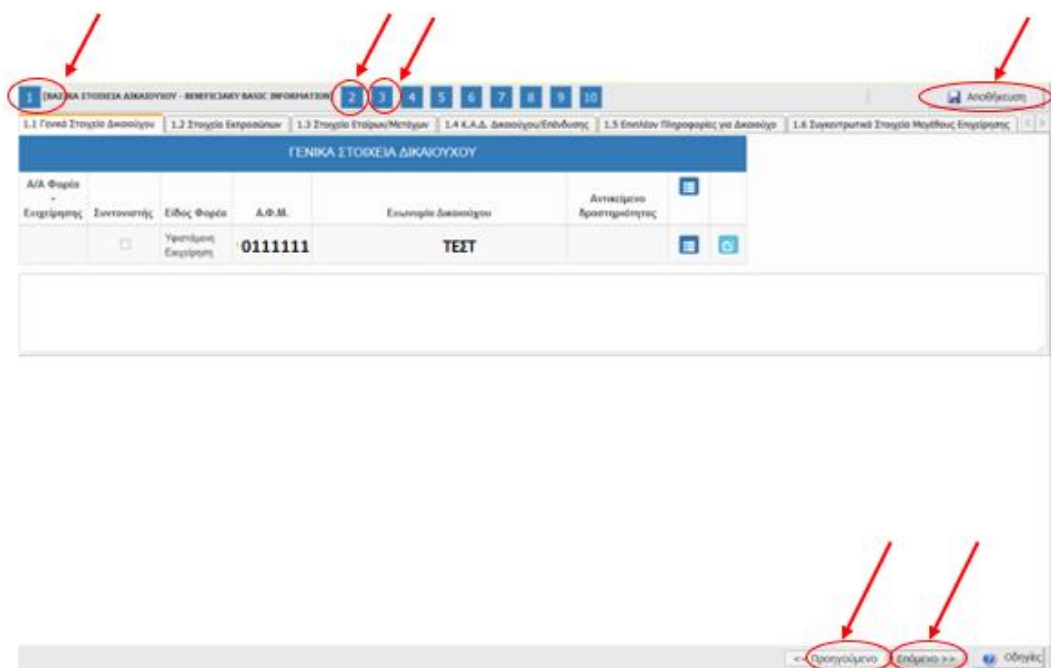 1 [ΒΑΣΙΚΑ ΣΤΟΙΧΕΙΑ ΔΙΚΑΙΟΥΧΟΥ - BENEFICIARY BASIC INFORMATION] 2 3 4 5 6 7 8 9 10 Αποθήκευση
1.1 Γενικά Στοιχεία Δικαιούχου 1.2 Στοιχεία Εκπροσώπων 1.3 Στοιχεία Εταίρων/Μετόχων 1.4 Κ.Α.Δ. Δικαιούχου/Επένδυσης 1.5 Επιπλέον Πληροφορίες για Δικαιούχο 1.6 Συγκεντρωτικά Στοιχεία Μεγέθους Επιχείρησης
ΓΕΝΙΚΑ ΣΤΟΙΧΕΙΑ ΔΙΚΑΙΟΥΧΟΥ
Α/Α Φορέα
-
Επιχείρησης Συντονιστής Είδος Φορέα Α.Φ.Μ. Επωνυμία Δικαιούχου Αντικείμενο δραστηριότητας
Υφιστάμενη Επιχείρηση 0111111 ΤΕΣΤ
<< Προηγούμενο Επόμενο >> Οδηγίες